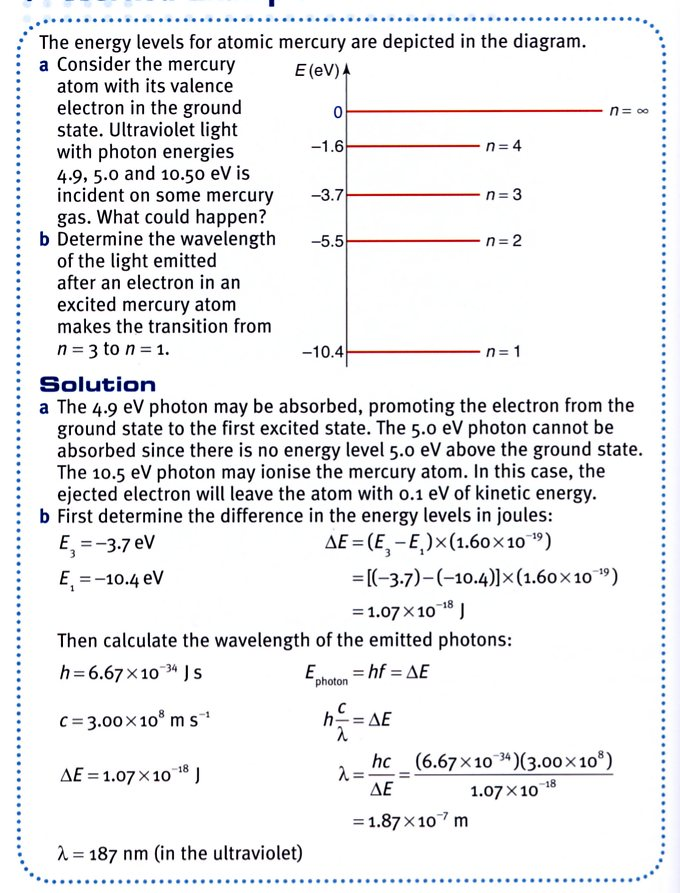 The energy levels for atomic mercury are depicted in the diagram.
a Consider the mercury
atom with its valence
electron in the ground
state. Ultraviolet light
with photon energies
4.9, 5.0 and 10.50 eV is
incident on some mercury
gas. What could happen?
b Determine the wavelength
of the light emitted
after an electron in an
excited mercury atom
makes the transition from
n = 3 to n = 1.
E (eV)
0 n = ∞
–1.6 n = 4
–3.7 n = 3
–5.5 n = 2
–10.4 n = 1
Solution
a The 4.9 eV photon may be absorbed, promoting the electron from the
ground state to the first excited state. The 5.0 eV photon cannot be
absorbed since there is no energy level 5.0 eV above the ground state.
The 10.5 eV photon may ionise the mercury atom. In this case, the
ejected electron will leave the atom with 0.1 eV of kinetic energy.
b First determine the difference in the energy levels in joules:
E₃ = –3.7 eV ΔE = (E₃ – E₁)×(1.60×10⁻¹⁹)
E₁ = –10.4 eV = [(–3.7)–(–10.4)]×(1.60×10⁻¹⁹)
= 1.07×10⁻¹⁸ J
Then calculate the wavelength of the emitted photons:
h = 6.67×10⁻³⁴ J s E photon = hf = ΔE
c = 3.00×10⁸ m s⁻¹ h c/λ = ΔE
ΔE = 1.07×10⁻¹⁸ J λ = hc/ΔE = (6.67×10⁻³⁴)(3.00×10⁸)/1.07×10⁻¹⁸
= 1.87×10⁻⁷ m
λ = 187 nm (in the ultraviolet)